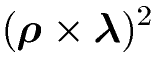 (𝝆 × 𝝀)²